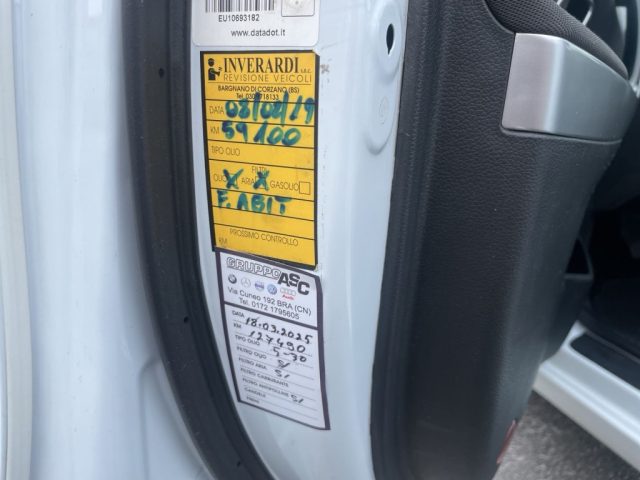 EU10693182
www.datadot.it
INVERARDI s.n.c.
REVISIONE VEICOLI
BARGNANO DI CORZANO (BS)
DATA 08/04/19
KM 59100
TIPO OLIO
FILTRI
OLIO X ARIA X GASOLIO
F. ABIT
PROSSIMO CONTROLLO
KM
GRUPPO ASC
Via Cuneo 192 BRA (CN)
Tel. 0172 1795605
DATA 18.03.2025
KM 127490
TIPO OLIO 5-30
FILTRO OLIO SI
FILTRO ARIA SI
FILTRO CARBURANTE
FILTRO ANTIPOLLINE SI
CANDELE
FRENI